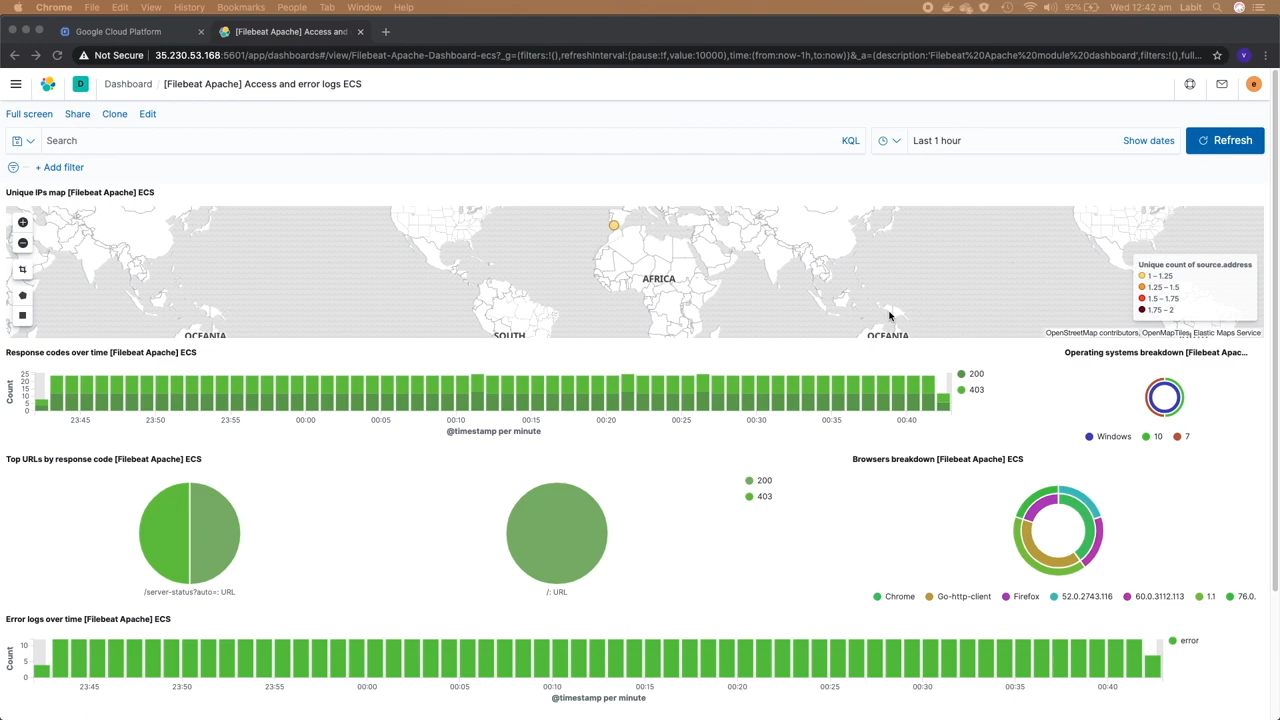 Chrome File Edit View History Bookmarks People Tab Window Help 92% Wed 12:42 am Labit
Google Cloud Platform [Filebeat Apache] Access and
Not Secure 35.230.53.168:5601/app/dashboards#/view/Filebeat-Apache-Dashboard-ecs?_g=(filters:!(),refreshInterval:(pause:!f,value:10000),time:(from:now-1h,to:now))&_a=(description:'Filebeat%20Apache%20module%20dashboard',filters:!(),full... v
D Dashboard / [Filebeat Apache] Access and error logs ECS e
Full screen Share Clone Edit
Search KQL Last 1 hour Show dates Refresh
+ Add filter
Unique IPs map [Filebeat Apache] ECS
AFRICA
OCEANIA SOUTH OCEANIA
Unique count of source.address
1 – 1.25
1.25 – 1.5
1.5 – 1.75
1.75 – 2
OpenStreetMap contributors, OpenMapTiles, Elastic Maps Service
Response codes over time [Filebeat Apache] ECS
Count
25
20
15
10
5
0
23:45 23:50 23:55 00:00 00:05 00:10 00:15 00:20 00:25 00:30 00:35 00:40
@timestamp per minute
200
403
Operating systems breakdown [Filebeat Apac...
Windows 10 7
Top URLs by response code [Filebeat Apache] ECS
/server-status?auto=: URL
/: URL
200
403
Browsers breakdown [Filebeat Apache] ECS
Chrome Go-http-client Firefox 52.0.2743.116 60.0.3112.113 1.1 76.0.
Error logs over time [Filebeat Apache] ECS
Count
10
5
0
23:45 23:50 23:55 00:00 00:05 00:10 00:15 00:20 00:25 00:30 00:35 00:40
@timestamp per minute
error